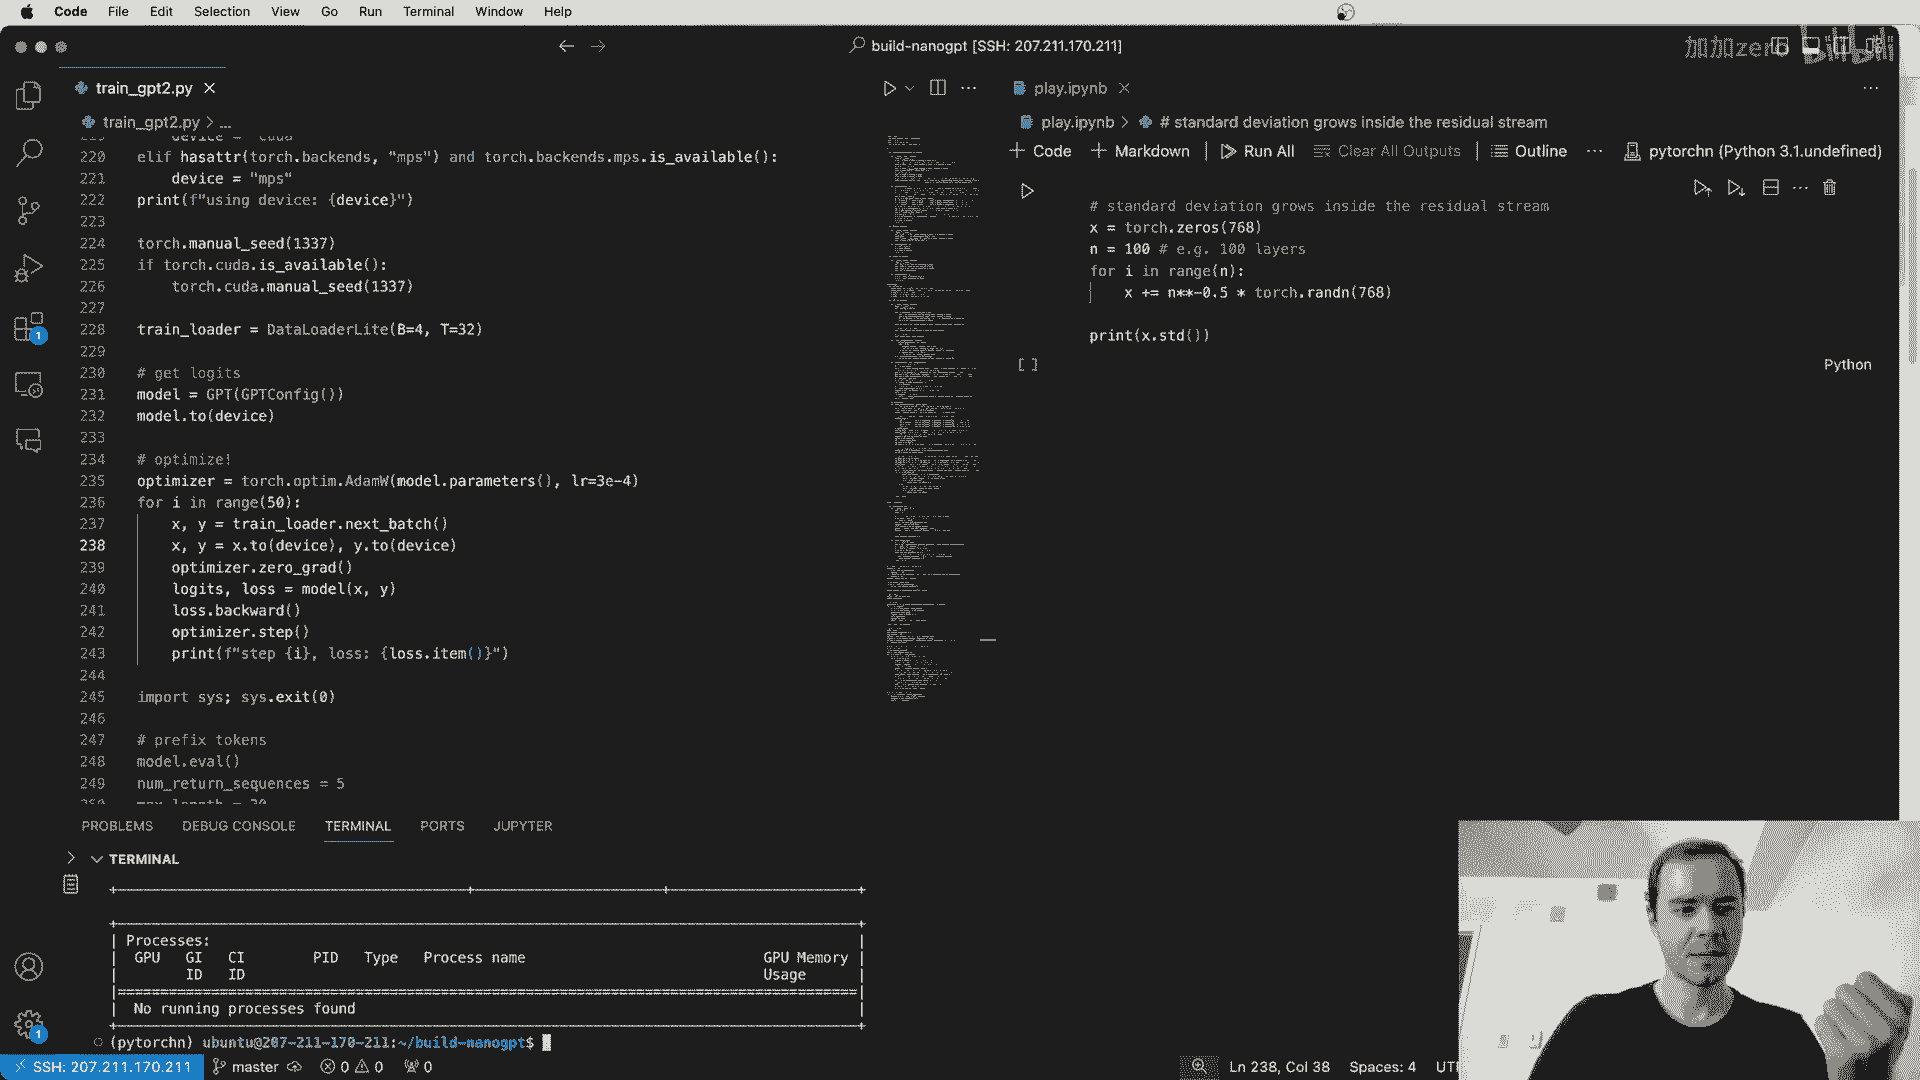 Code File Edit Selection View Go Run Terminal Window Help
build-nanogpt [SSH: 207.211.170.211]
加加zero bilibili
train_gpt2.py
train_gpt2.py > ...
220 elif hasattr(torch.backends, "mps") and torch.backends.mps.is_available():
221 device = "mps"
222 print(f"using device: {device}")
223
224 torch.manual_seed(1337)
225 if torch.cuda.is_available():
226 torch.cuda.manual_seed(1337)
227
228 train_loader = DataLoaderLite(B=4, T=32)
229
230 # get logits
231 model = GPT(GPTConfig())
232 model.to(device)
233
234 # optimize!
235 optimizer = torch.optim.AdamW(model.parameters(), lr=3e-4)
236 for i in range(50):
237 x, y = train_loader.next_batch()
238 x, y = x.to(device), y.to(device)
239 optimizer.zero_grad()
240 logits, loss = model(x, y)
241 loss.backward()
242 optimizer.step()
243 print(f"step {i}, loss: {loss.item()}")
244
245 import sys; sys.exit(0)
246
247 # prefix tokens
248 model.eval()
249 num_return_sequences = 5
play.ipynb
play.ipynb > # standard deviation grows inside the residual stream
+ Code + Markdown Run All Clear All Outputs Outline ... pytorchn (Python 3.1.undefined)
# standard deviation grows inside the residual stream
x = torch.zeros(768)
n = 100 # e.g. 100 layers
for i in range(n):
x += n**-0.5 * torch.randn(768)
print(x.std())
[ ]
Python
PROBLEMS DEBUG CONSOLE TERMINAL PORTS JUPYTER
TERMINAL
Processes:
GPU GI CI PID Type Process name GPU Memory
ID ID Usage
No running processes found
(pytorchn) ubuntu@207-211-170-211:~/build-nanogpt$
1
1
SSH: 207.211.170.211 master 0 0 0
Ln 238, Col 38 Spaces: 4